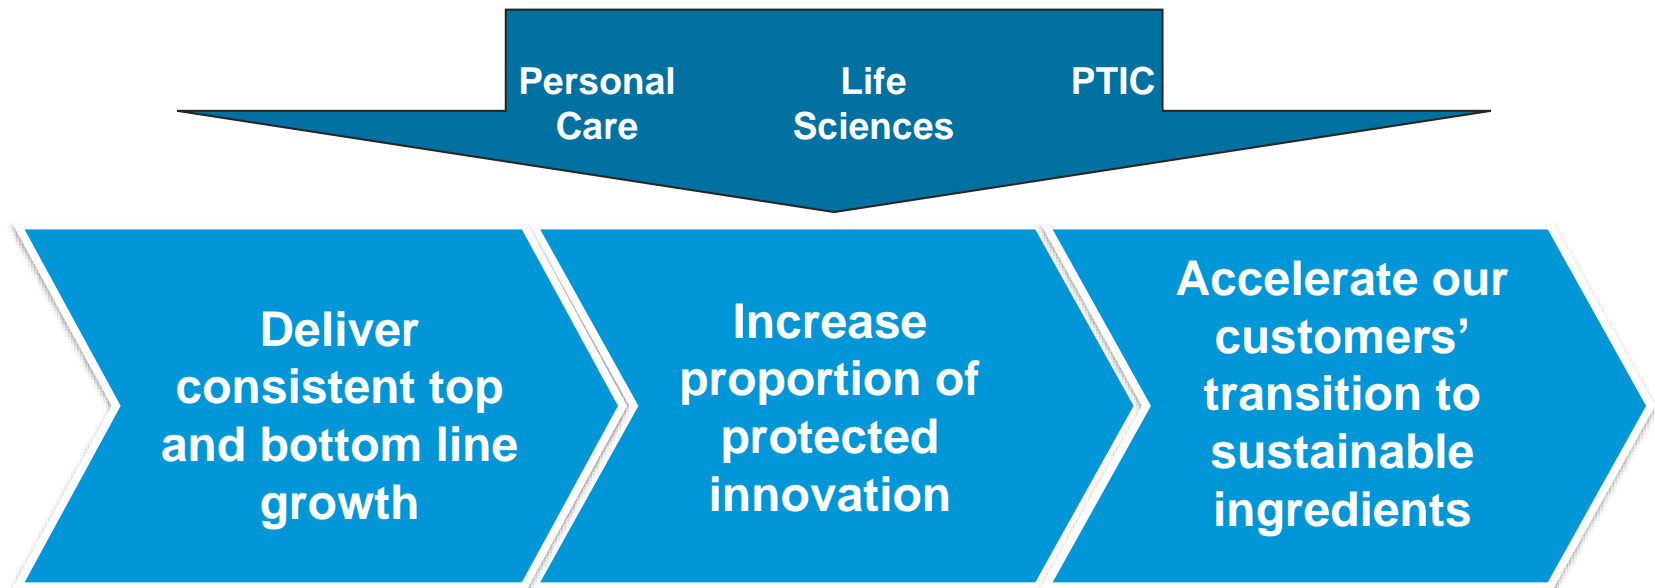 Personal
Care
Life
Sciences
PTIC
Deliver
consistent top
and bottom line
growth
Increase
proportion of
protected
innovation
Accelerate our
customers’
transition to
sustainable
ingredients